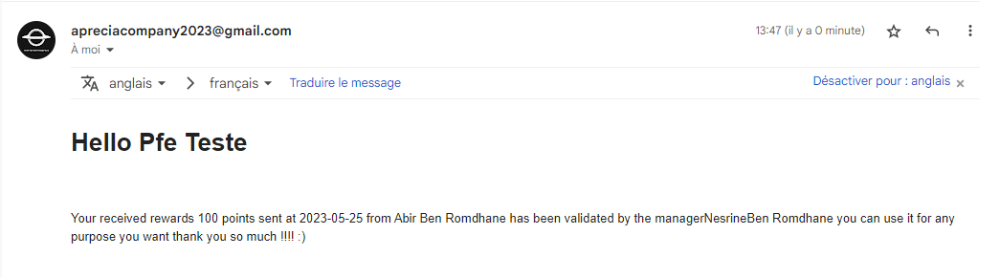 apreciacompany2023@gmail.com
13:47 (il y a 0 minute)
À moi
anglais > français Traduire le message
Désactiver pour : anglais ×
Hello Pfe Teste
Your received rewards 100 points sent at 2023-05-25 from Abir Ben Romdhane has been validated by the managerNesrineBen Romdhane you can use it for any
purpose you want thank you so much !!!! :)